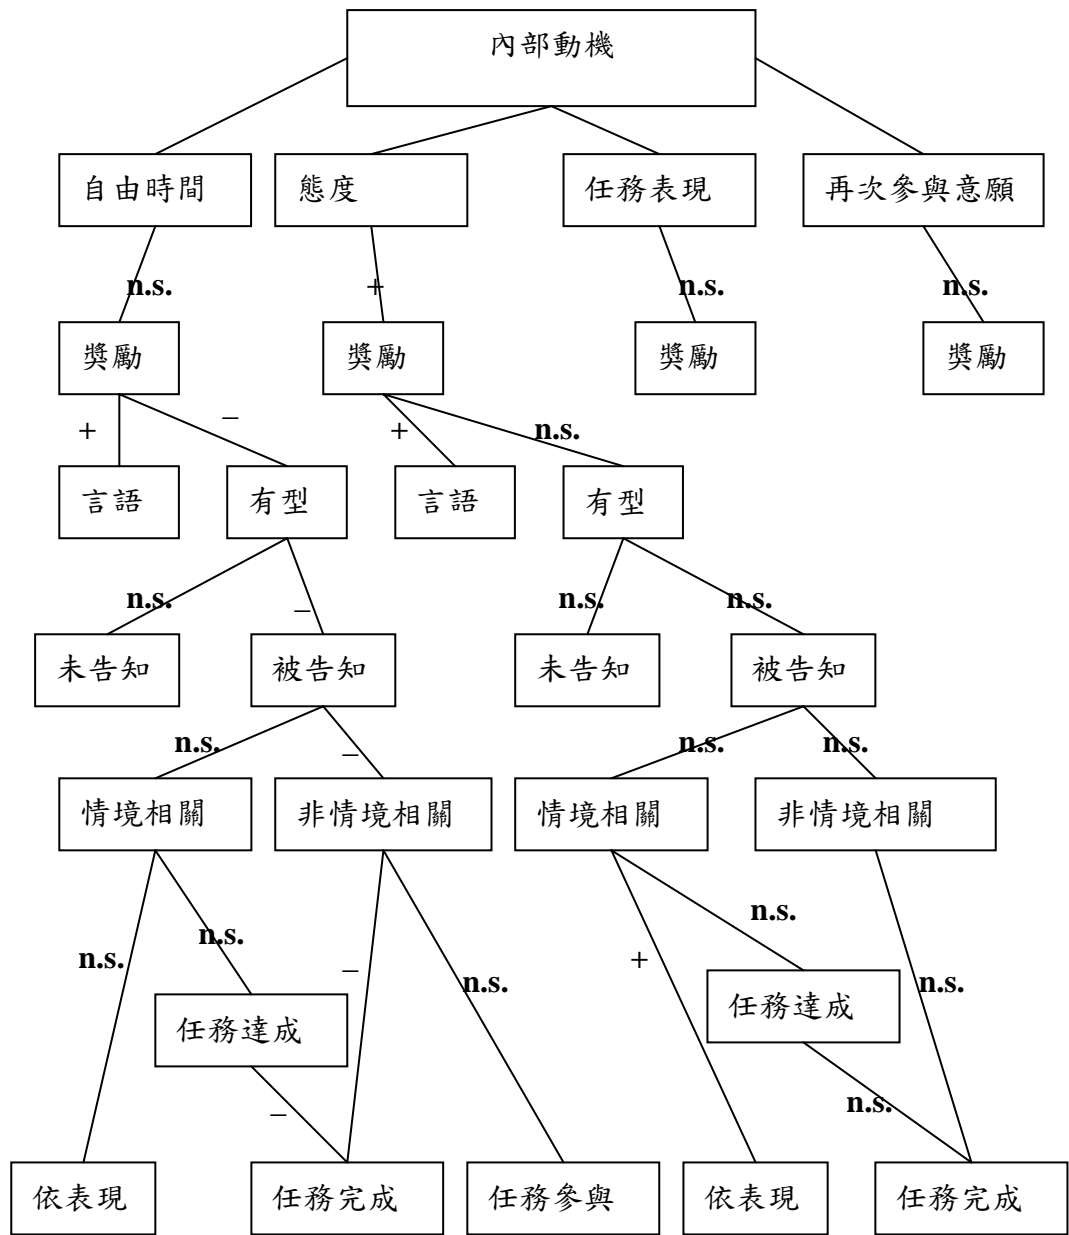 內部動機
自由時間
態度
任務表現
再次參與意願
n.s.
+
n.s.
n.s.
獎勵
獎勵
獎勵
獎勵
+
–
+
n.s.
言語
有型
言語
有型
n.s.
–
n.s.
n.s.
未告知
被告知
未告知
被告知
n.s.
–
n.s.
n.s.
情境相關
非情境相關
情境相關
非情境相關
n.s.
n.s.
–
n.s.
+
n.s.
n.s.
任務達成
任務達成
–
n.s.
依表現
任務完成
任務參與
依表現
任務完成